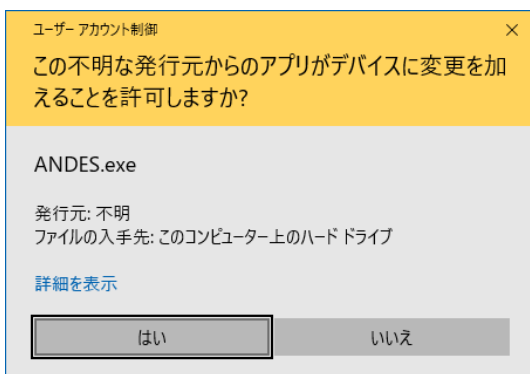 ユーザー アカウント制御
この不明な発行元からのアプリがデバイスに変更を加
えることを許可しますか?
ANDES.exe
発行元: 不明
ファイルの入手先: このコンピューター上のハード ドライブ
詳細を表示
はい
いいえ